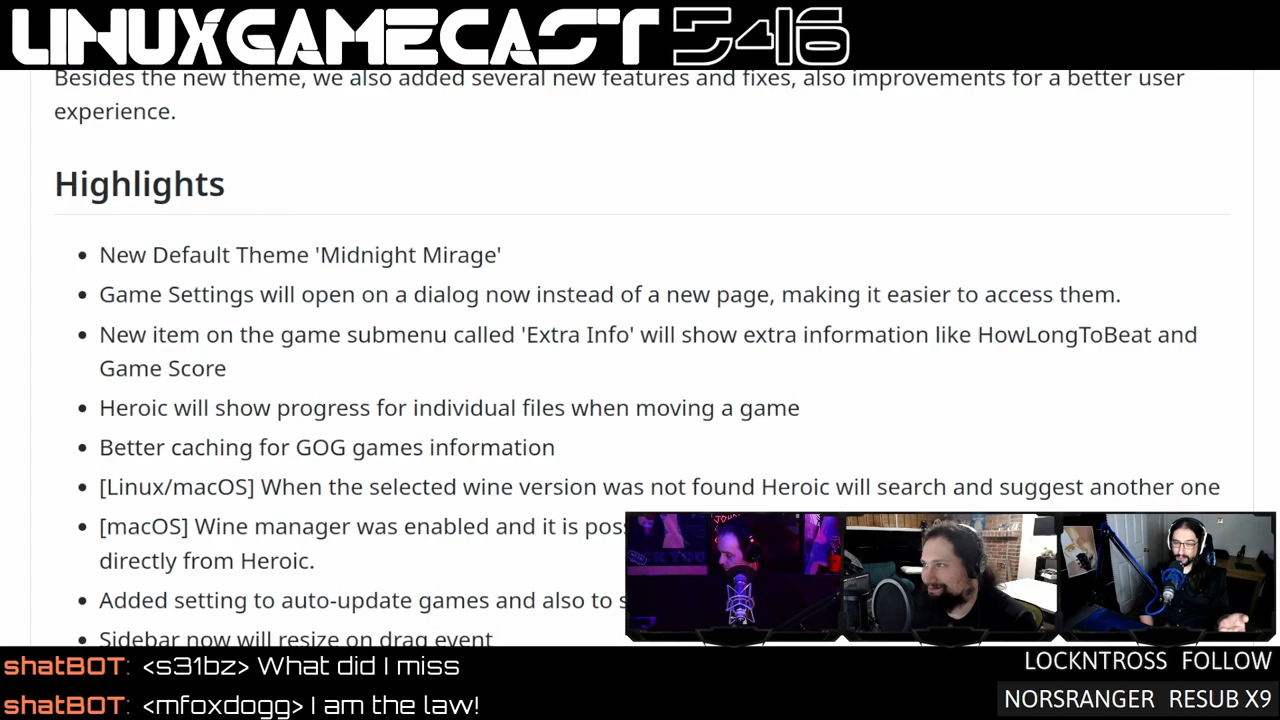 LINUXGAMECAST 546
Besides the new theme, we also added several new features and fixes, also improvements for a better user
experience.
Highlights
• New Default Theme 'Midnight Mirage'
• Game Settings will open on a dialog now instead of a new page, making it easier to access them.
• New item on the game submenu called 'Extra Info' will show extra information like HowLongToBeat and
Game Score
• Heroic will show progress for individual files when moving a game
• Better caching for GOG games information
• [Linux/macOS] When the selected wine version was not found Heroic will search and suggest another one
• [macOS] Wine manager was enabled and it is poss
directly from Heroic.
• Added setting to auto-update games and also to s
• Sidebar now will resize on drag event
shatBOT: <s31bz> What did I miss
shatBOT: <mfoxdogg> I am the law!
LOCKNTROSS FOLLOW
NORSRANGER RESUB X9